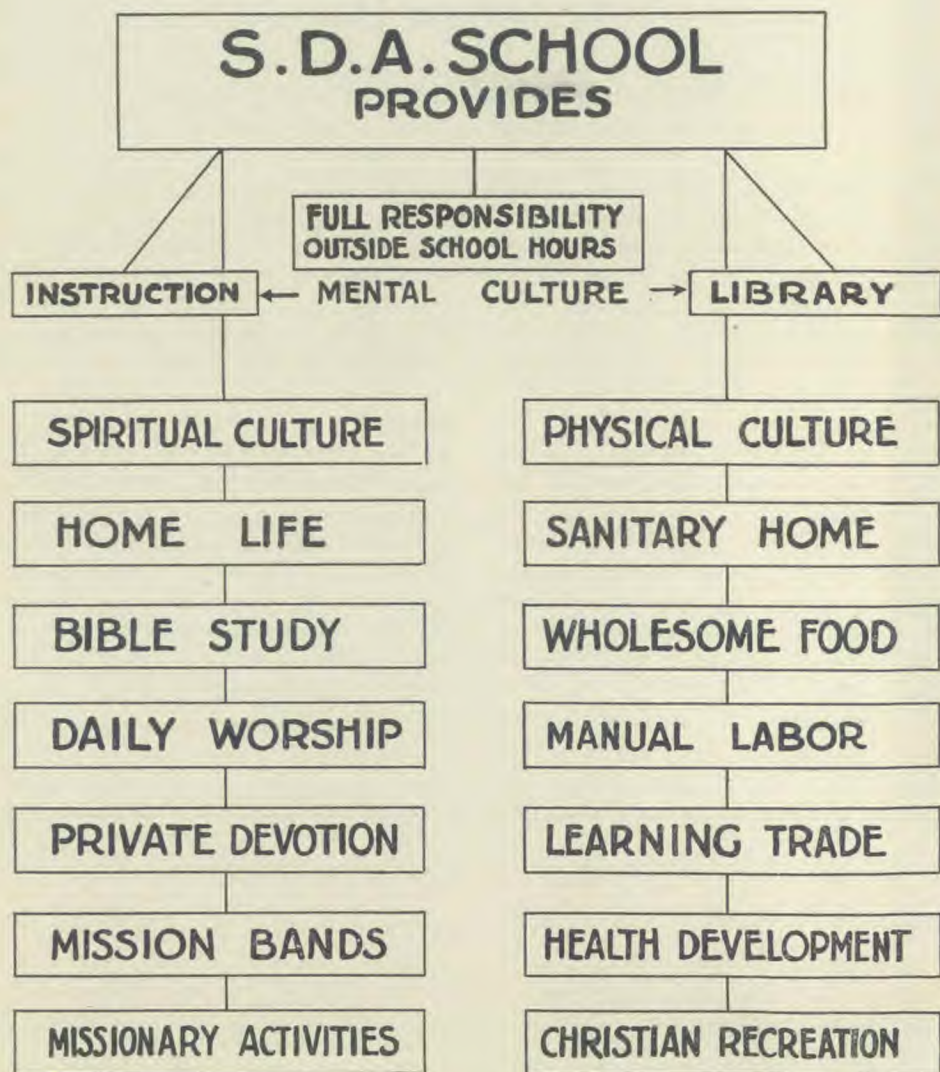 S.D.A. SCHOOL
PROVIDES
FULL RESPONSIBILITY
OUTSIDE SCHOOL HOURS
INSTRUCTION ← MENTAL CULTURE → LIBRARY
SPIRITUAL CULTURE
HOME LIFE
BIBLE STUDY
DAILY WORSHIP
PRIVATE DEVOTION
MISSION BANDS
MISSIONARY ACTIVITIES
PHYSICAL CULTURE
SANITARY HOME
WHOLESOME FOOD
MANUAL LABOR
LEARNING TRADE
HEALTH DEVELOPMENT
CHRISTIAN RECREATION